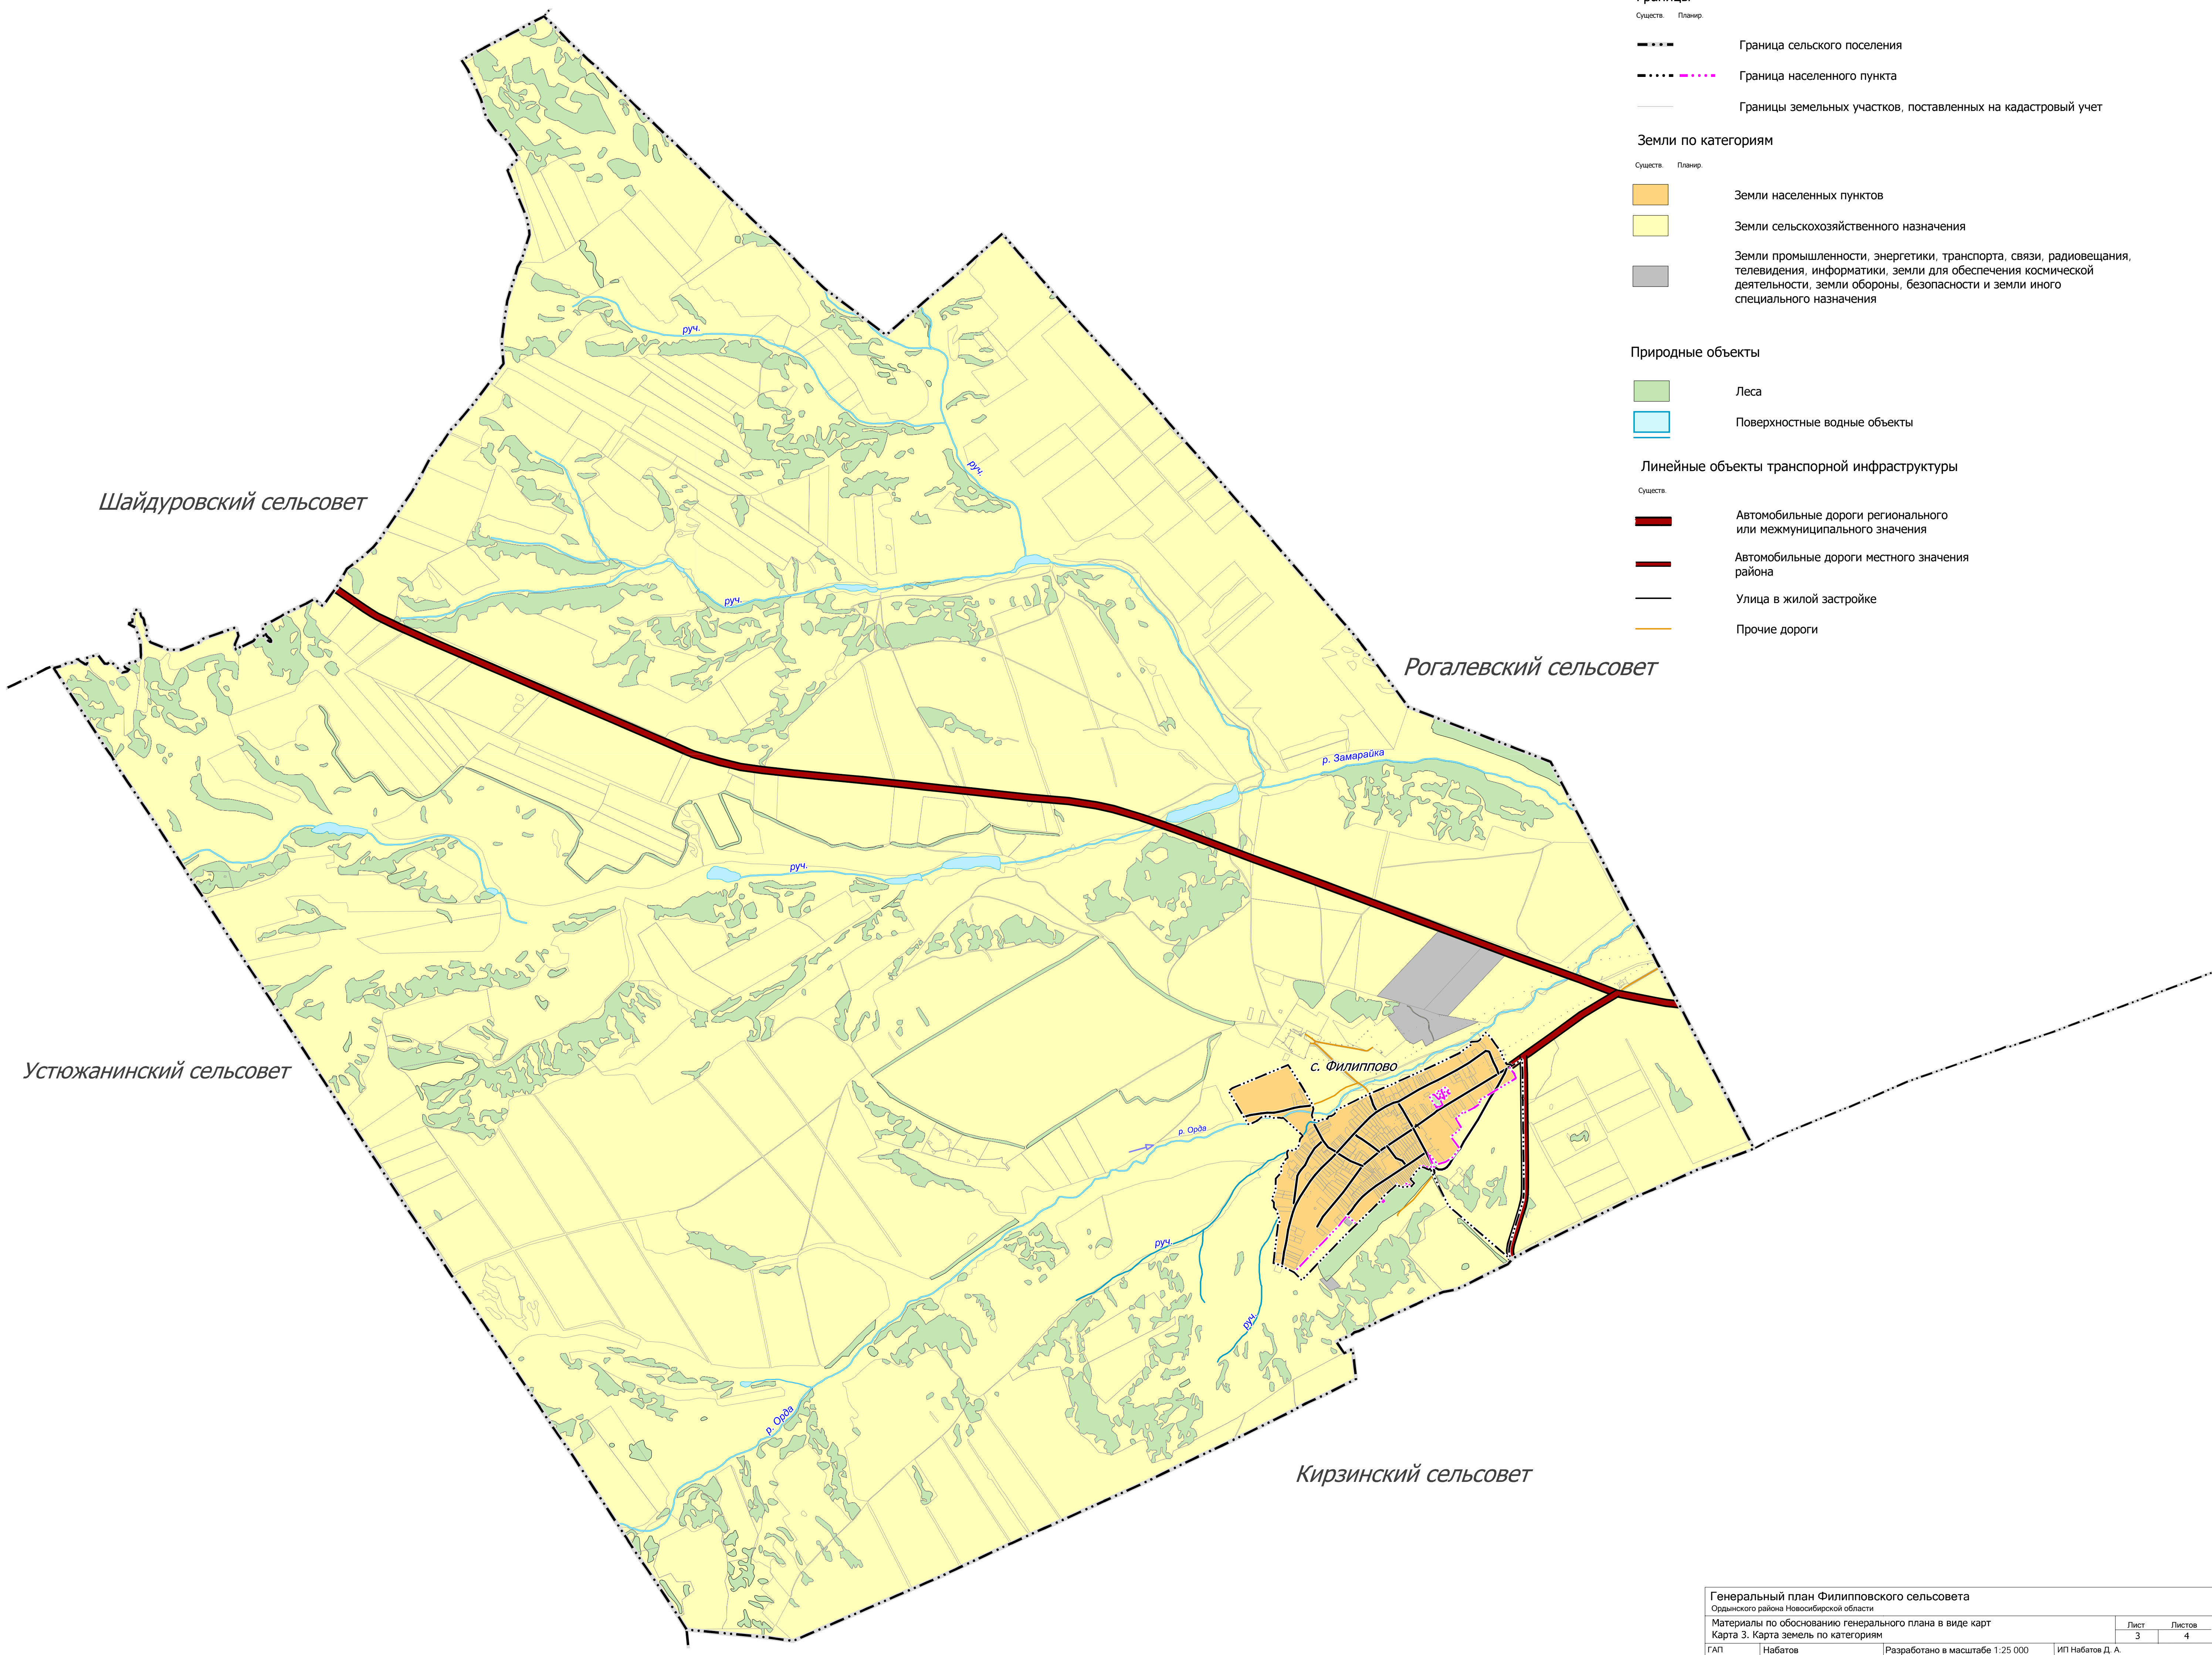 Существ. Планир.
Граница сельского поселения
Граница населенного пункта
Границы земельных участков, поставленных на кадастровый учет
Земли по категориям
Существ. Планир.
Земли населенных пунктов
Земли сельскохозяйственного назначения
Земли промышленности, энергетики, транспорта, связи, радиовещания,
телевидения, информатики, земли для обеспечения космической
деятельности, земли обороны, безопасности и земли иного
специального назначения
Природные объекты
Леса
Поверхностные водные объекты
Линейные объекты транспорной инфраструктуры
Существ.
Автомобильные дороги регионального
или межмуниципального значения
Автомобильные дороги местного значения
района
Улица в жилой застройке
Прочие дороги
руч.
руч.
Шайдуровский сельсовет
руч.
Рогалевский сельсовет
р. Замарайка
руч.
Устюжанинский сельсовет
с. Филиппово
р. Орда
руч.
руч.
р. Орда
Кирзинский сельсовет
Генеральный план Филипповского сельсовета
Ордынского района Новосибирской области
Материалы по обоснованию генерального плана в виде карт
Карта 3. Карта земель по категориям
Лист Листов
3 4
ГАП Набатов Разработано в масштабе 1:25 000 ИП Набатов Д. А.